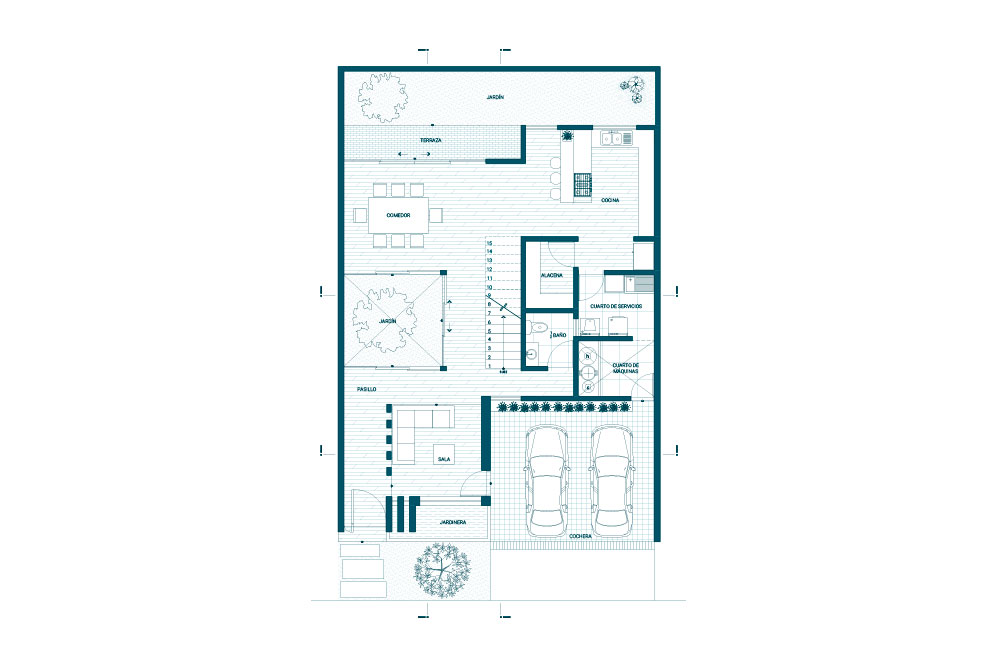 JARDÍN
TERRAZA
COCINA
COMEDOR
15
14
13
12
11
10
9
8
7
6
5
4
3
2
1
ALACENA
CUARTO DE SERVICIOS
JARDÍN
BAÑO
CUARTO DE
MÁQUINAS
PASILLO
SALA
JARDINERA
COCHERA